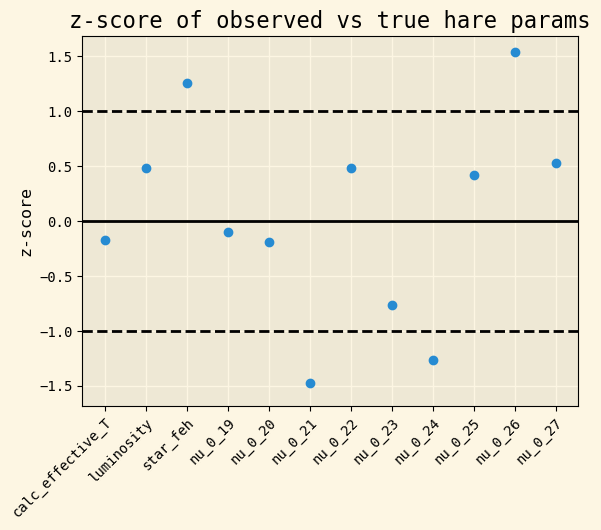 z-score of observed vs true hare params
z-score
1.5
1.0
0.5
0.0
−0.5
−1.0
−1.5
calc_effective_T
luminosity
star_feh
nu_0_19
nu_0_20
nu_0_21
nu_0_22
nu_0_23
nu_0_24
nu_0_25
nu_0_26
nu_0_27